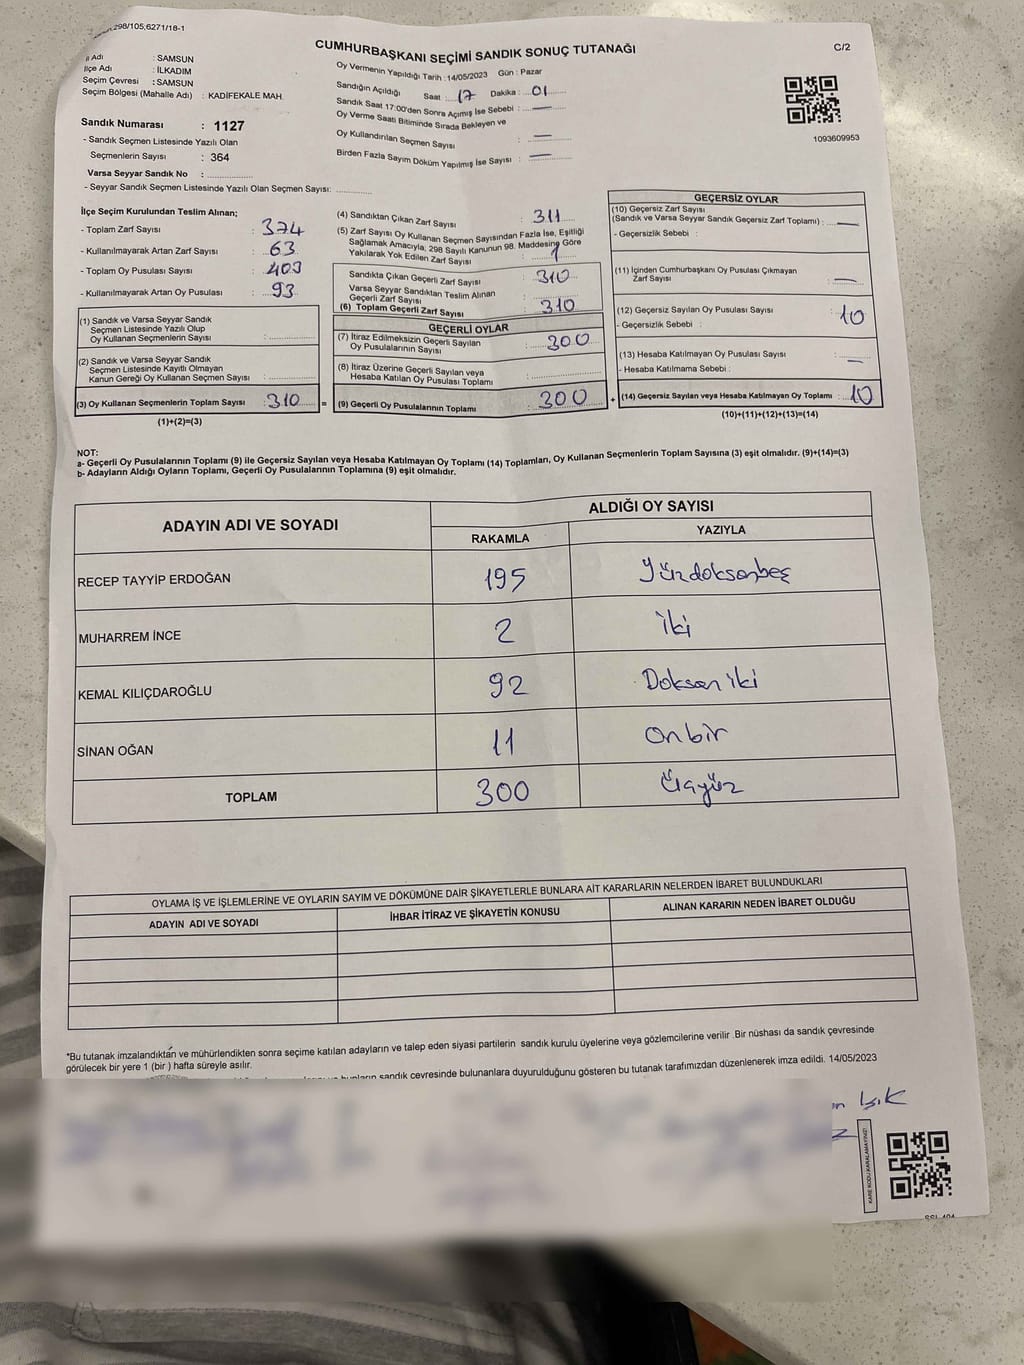 298/105;6271/18-1
CUMHURBAŞKANI SEÇİMİ SANDIK SONUÇ TUTANAĞI
C/2
İl Adı : SAMSUN
İlçe Adı : İLKADIM
Seçim Çevresi : SAMSUN
Seçim Bölgesi (Mahalle Adı) : KADİFEKALE MAH.
Oy Vermenin Yapıldığı Tarih : 14/05/2023 Gün : Pazar
Sandığın Açıldığı Saat : 17 Dakika : 01
Sandık Saat 17:00'den Sonra Açımış İse Sebebi : —
Oy Verme Saati Bitiminde Sırada Bekleyen ve
Oy Kullandırılan Seçmen Sayısı : —
Birden Fazla Sayım Döküm Yapılmış İse Sayısı : —
1093609953
Sandık Numarası : 1127
- Sandık Seçmen Listesinde Yazılı Olan
Seçmenlerin Sayısı : 364
Varsa Seyyar Sandık No :
- Seyyar Sandık Seçmen Listesinde Yazılı Olan Seçmen Sayısı:
İlçe Seçim Kurulundan Teslim Alınan;
- Toplam Zarf Sayısı : 374
- Kullanılmayarak Artan Zarf Sayısı : 63
- Toplam Oy Pusulası Sayısı : 403
- Kullanılmayarak Artan Oy Pusulası : 93
(1) Sandık ve Varsa Seyyar Sandık
Seçmen Listesinde Yazılı Olup
Oy Kullanan Seçmenlerin Sayısı :
(2) Sandık ve Varsa Seyyar Sandık
Seçmen Listesinde Kayıtlı Olmayan
Kanun Gereği Oy Kullanan Seçmen Sayısı :
(3) Oy Kullanan Seçmenlerin Toplam Sayısı : 310 =
(1)+(2)=(3)
(4) Sandıktan Çıkan Zarf Sayısı : 311
(5) Zarf Sayısı Oy Kullanan Seçmen Sayısından Fazla İse, Eşitliği
Sağlamak Amacıyla, 298 Sayılı Kanunun 98. Maddesine Göre
Yakılarak Yok Edilen Zarf Sayısı : 1
Sandıkta Çıkan Geçerli Zarf Sayısı : 310
Varsa Seyyar Sandıktan Teslim Alınan
Geçerli Zarf Sayısı :
(6) Toplam Geçerli Zarf Sayısı : 310
GEÇERLİ OYLAR
(7) İtiraz Edilmeksizin Geçerli Sayılan
Oy Pusulalarının Sayısı : 300
(8) İtiraz Üzerine Geçerli Sayılan veya
Hesaba Katılan Oy Pusulası Toplamı :
(9) Geçerli Oy Pusulalarının Toplamı : 300 +
GEÇERSİZ OYLAR
(10) Geçersiz Zarf Sayısı
(Sandık ve Varsa Seyyar Sandık Geçersiz Zarf Toplamı) : —
- Geçersizlik Sebebi :
(11) İçinden Cumhurbaşkanı Oy Pusulası Çıkmayan
Zarf Sayısı : —
(12) Geçersiz Sayılan Oy Pusulası Sayısı : 10
- Geçersizlik Sebebi :
(13) Hesaba Katılmayan Oy Pusulası Sayısı : —
- Hesaba Katılmama Sebebi :
(14) Geçersiz Sayılan veya Hesaba Katılmayan Oy Toplamı : 10
(10)+(11)+(12)+(13)=(14)
NOT:
a- Geçerli Oy Pusulalarının Toplamı (9) ile Geçersiz Sayılan veya Hesaba Katılmayan Oy Toplamı (14) Toplamları, Oy Kullanan Seçmenlerin Toplam Sayısına (3) eşit olmalıdır. (9)+(14)=(3)
b- Adayların Aldığı Oyların Toplamı, Geçerli Oy Pusulalarının Toplamına (9) eşit olmalıdır.
ADAYIN ADI VE SOYADI
ALDIĞI OY SAYISI
RAKAMLA YAZIYLA
RECEP TAYYİP ERDOĞAN 195 Yüzdoksanbeş
MUHARREM İNCE 2 iki
KEMAL KILIÇDAROĞLU 92 Doksan iki
SİNAN OĞAN 11 Onbir
TOPLAM 300 Üçyüz
OYLAMA İŞ VE İŞLEMLERİNE VE OYLARIN SAYIM VE DÖKÜMÜNE DAİR ŞİKAYETLERLE BUNLARA AİT KARARLARIN NELERDEN İBARET BULUNDUKLARI
ADAYIN ADI VE SOYADI İHBAR İTİRAZ VE ŞİKAYETİN KONUSU ALINAN KARARIN NEDEN İBARET OLDUĞU
*Bu tutanak imzalandıktan ve mühürlendikten sonra seçime katılan adayların ve talep eden siyasi partilerin sandık kurulu üyelerine veya gözlemcilerine verilir .Bir nüshası da sandık çevresinde
görülecek bir yere 1 (bir ) hafta süreyle asılır.
sandık çevresinde bulunanlara duyurulduğunu gösteren bu tutanak tarafımızdan düzenlenerek imza edildi. 14/05/2023
Işık
KARE KODU KARALAMAYINIZ!